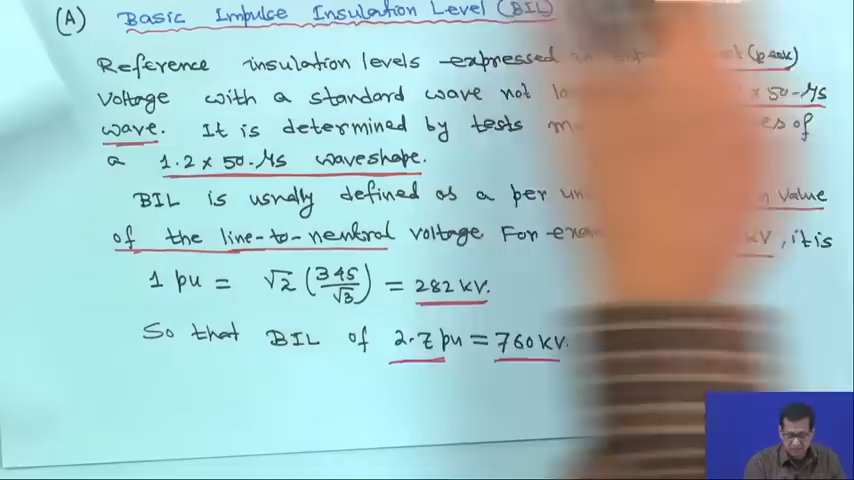 (A) Basic Impulse Insulation Level (BIL)
Reference insulation levels expressed (peak)
Voltage with a standard wave not × 50-μs
wave. It is determined by tests of
a 1.2 × 50-μs waveshape.
BIL is usually defined as a per value
of the line-to-neutral voltage For kV, it is
1 pu = √2 (345/√3) = 282 kV.
So that BIL of 2.7 pu = 760 kV.